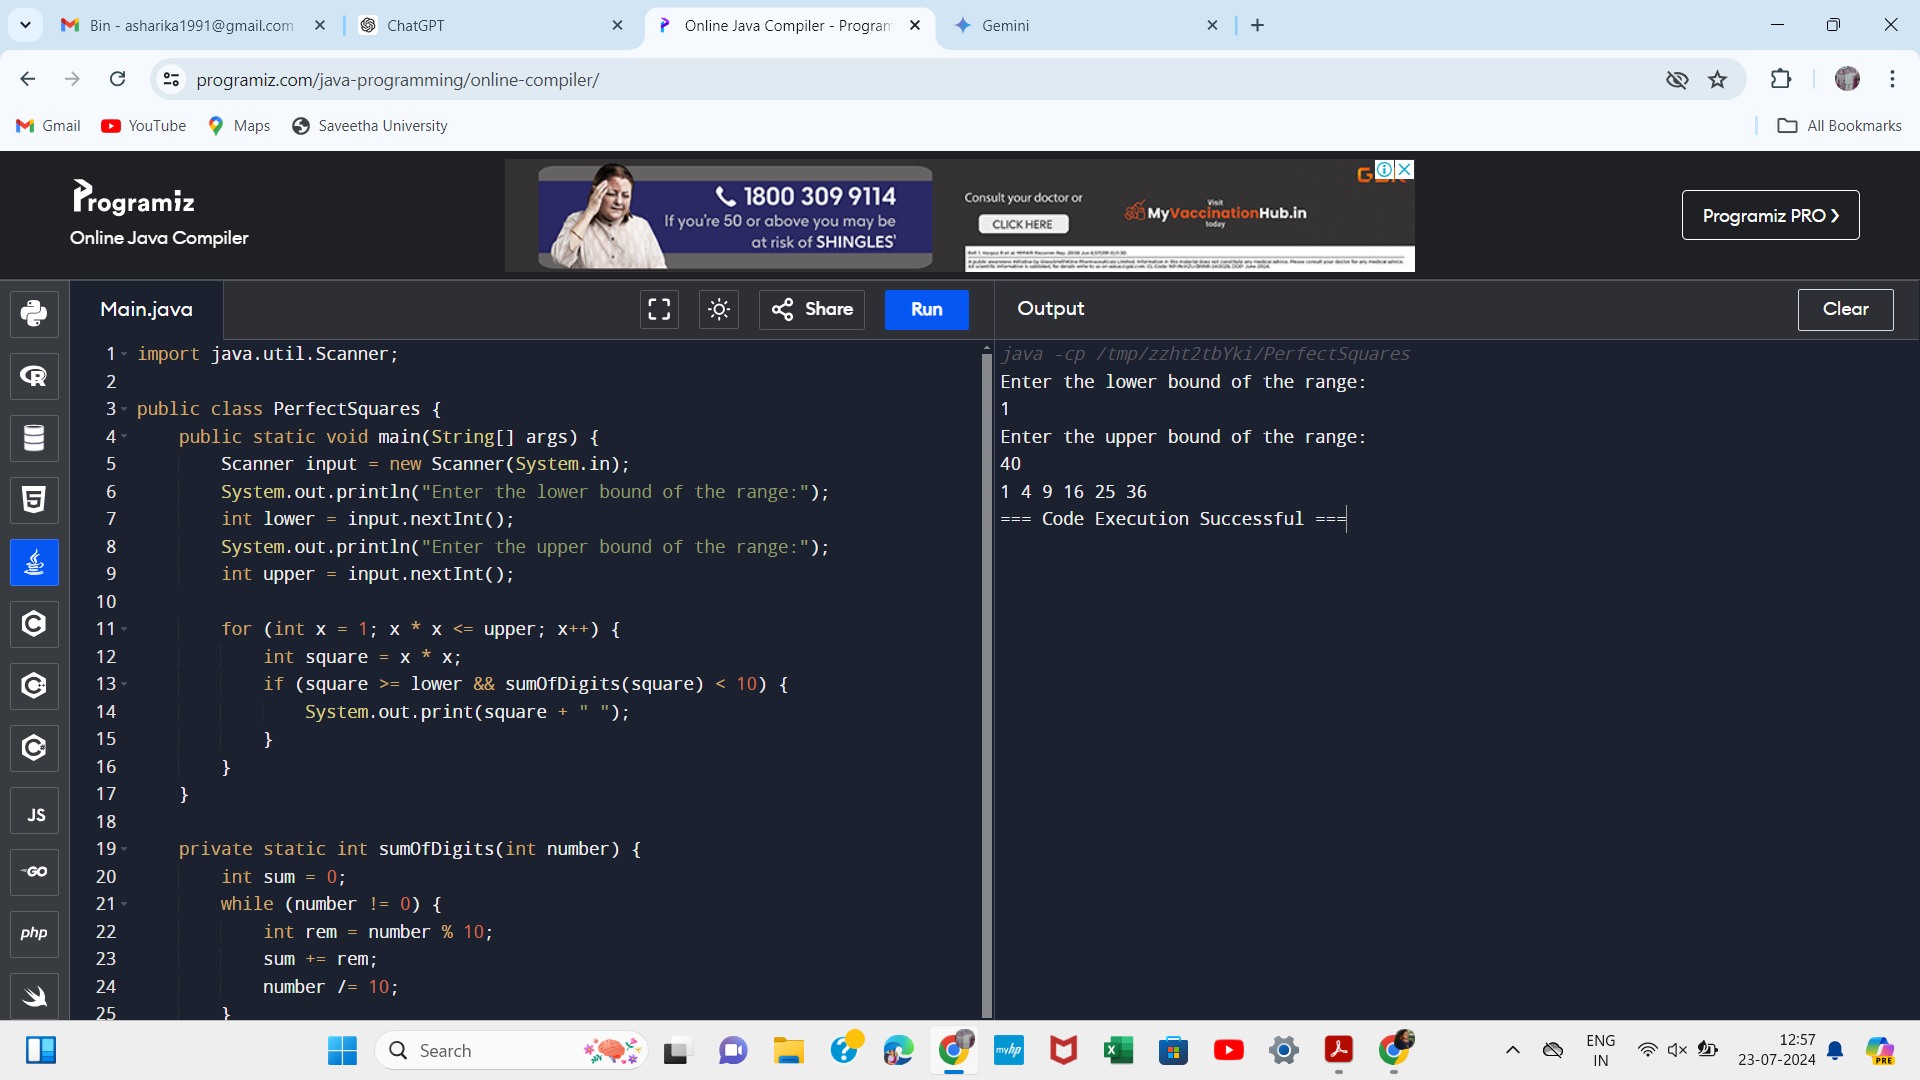 Bin - asharika1991@gmail.com
ChatGPT
Online Java Compiler - Program
Gemini
programiz.com/java-programming/online-compiler/
Gmail
YouTube
Maps
Saveetha University
All Bookmarks
Programiz
Online Java Compiler
1800 309 9114
If you're 50 or above you may be
at risk of SHINGLES*
Consult your doctor or
CLICK HERE
Visit
MyVaccinationHub.in
today
Programiz PRO
Main.java
Share
Run
Output
Clear
1 import java.util.Scanner;
2
3 public class PerfectSquares {
4 public static void main(String[] args) {
5 Scanner input = new Scanner(System.in);
6 System.out.println("Enter the lower bound of the range:");
7 int lower = input.nextInt();
8 System.out.println("Enter the upper bound of the range:");
9 int upper = input.nextInt();
10
11 for (int x = 1; x * x <= upper; x++) {
12 int square = x * x;
13 if (square >= lower && sumOfDigits(square) < 10) {
14 System.out.print(square + " ");
15 }
16 }
17 }
18
19 private static int sumOfDigits(int number) {
20 int sum = 0;
21 while (number != 0) {
22 int rem = number % 10;
23 sum += rem;
24 number /= 10;
25 }
java -cp /tmp/zzht2tbYki/PerfectSquares
Enter the lower bound of the range:
1
Enter the upper bound of the range:
40
1 4 9 16 25 36
=== Code Execution Successful ===
JS
GO
php
Search
myhp
ENG
IN
12:57
23-07-2024
PRE